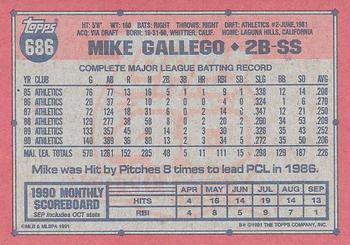 Topps
686
HT: 5'8" WT: 160 BATS: RIGHT THROWS: RIGHT DRFT: ATHLETICS #2-JUNE, 1981
ACQ: VIA DRAFT BORN: 10-31-60, WHITTIER, CALIF. HOME: LAGUNA HILLS, CALIFORNIA
MIKE GALLEGO • 2B-SS
COMPLETE MAJOR LEAGUE BATTING RECORD
YR CLUB G AB R H 2B 3B HR RBI SB SLG BB SO AVG
85 ATHLETICS 76 77 13 16 5 1 1 9 1 .338 12 14 .208
86 ATHLETICS 20 37 2 10 2 0 0 4 0 .324 1 6 .270
87 ATHLETICS 72 124 18 31 6 0 2 14 0 .347 12 21 .250
88 ATHLETICS 129 277 38 58 8 0 2 20 2 .260 34 53 .209
89 ATHLETICS 133 357 45 90 14 2 3 30 7 .328 35 43 .252
90 ATHLETICS 140 389 36 80 13 2 3 34 5 .272 35 50 .206
MAJ. LEA. TOTALS 570 1261 152 285 48 5 11 111 15 .298 129 187 .226
Mike was Hit by Pitches 8 times to lead PCL in 1986.
1990 MONTHLY
SCOREBOARD
SEP includes OCT stats
APR MAY JUN JUL AUG SEP
HITS 4 16 14 14 19 13
RBI 4 8 1
©MLB & MLBPA 1991
©1991 THE TOPPS COMPANY, INC.